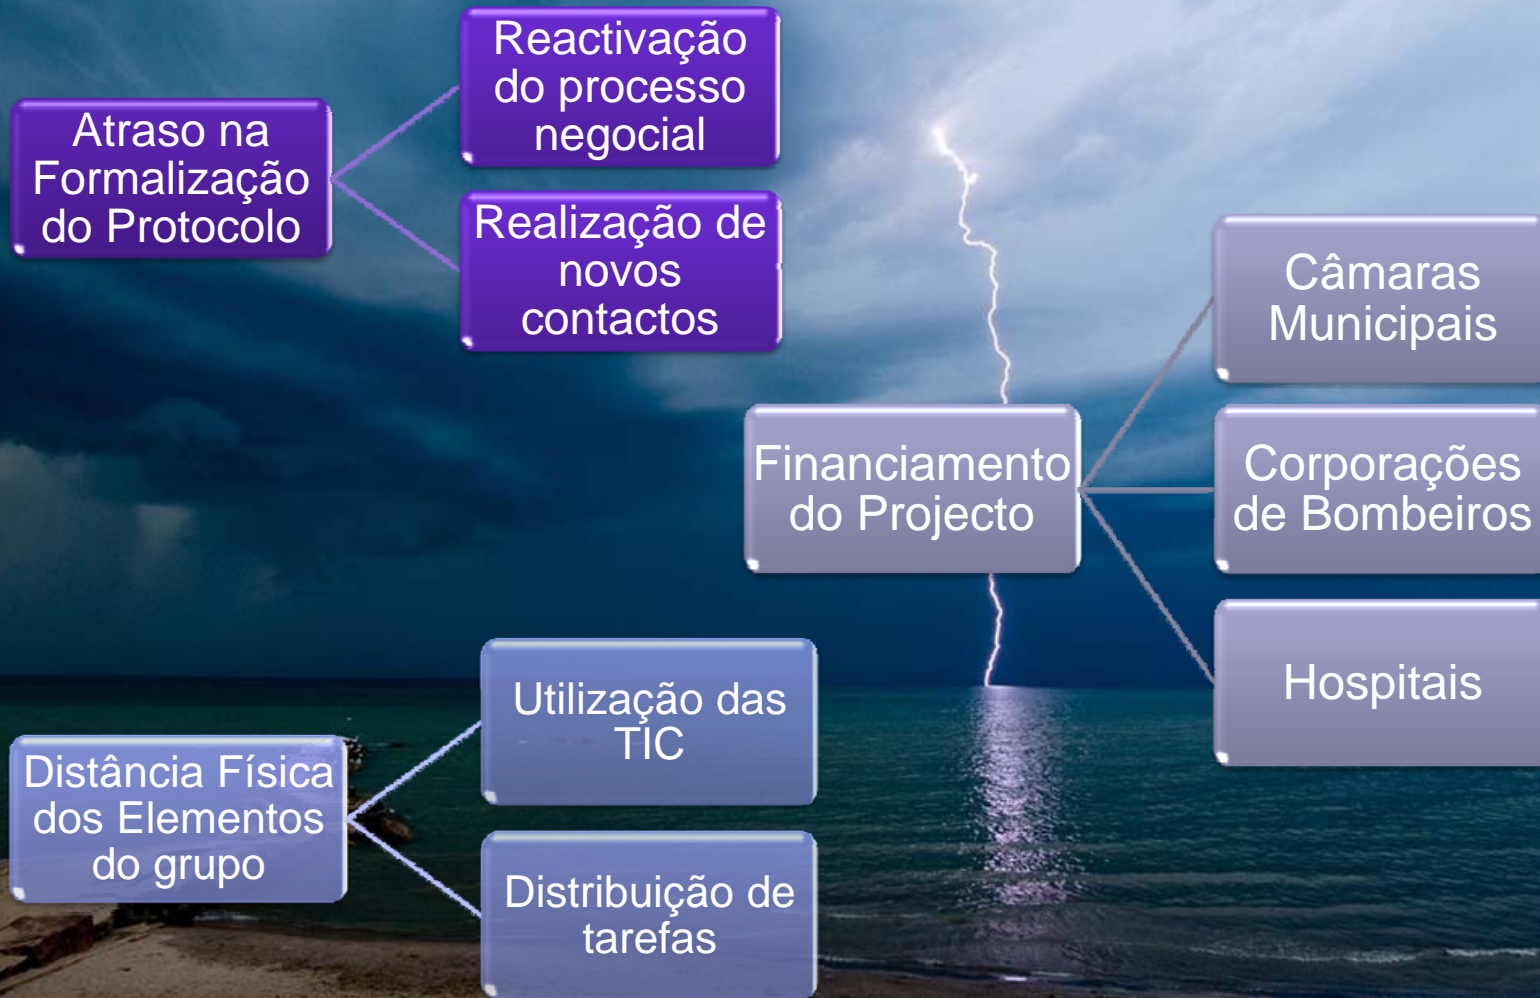 Atraso na
Formalização
do Protocolo
Reactivação
do processo
negocial
Realização de
novos
contactos
Financiamento
do Projecto
Câmaras
Municipais
Corporações
de Bombeiros
Hospitais
Distância Física
dos Elementos
do grupo
Utilização das
TIC
Distribuição de
tarefas